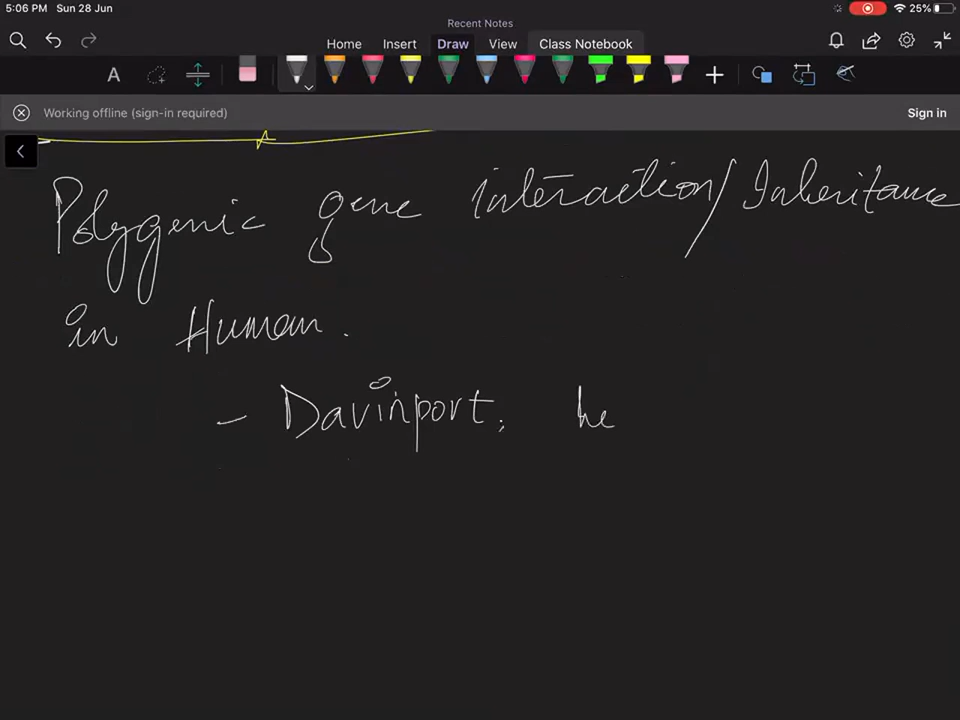 5:06 PM Sun 28 Jun 25%
Recent Notes
Home Insert Draw View Class Notebook
A
Working offline (sign-in required) Sign in
Polygenic gene interaction/Inheritance
in Human.
- Davinport, he